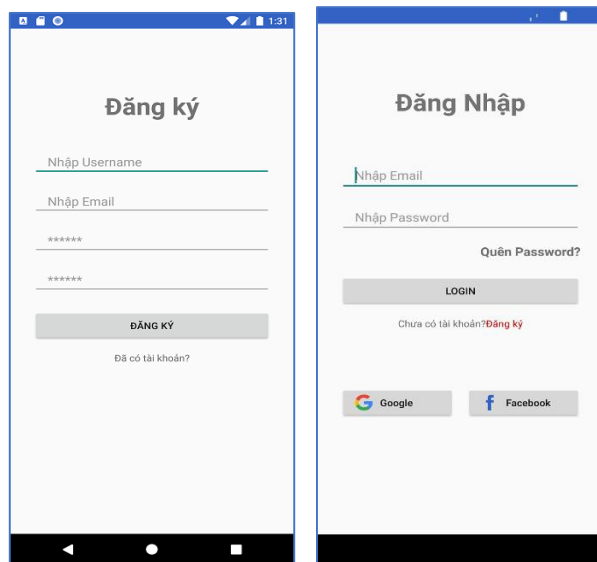 1:31
Đăng ký
Nhập Username
Nhập Email
******
******
ĐĂNG KÝ
Đã có tài khoản?
Đăng Nhập
Nhập Email
Nhập Password
Quên Password?
LOGIN
Chưa có tài khoản?Đăng ký
Google
Facebook